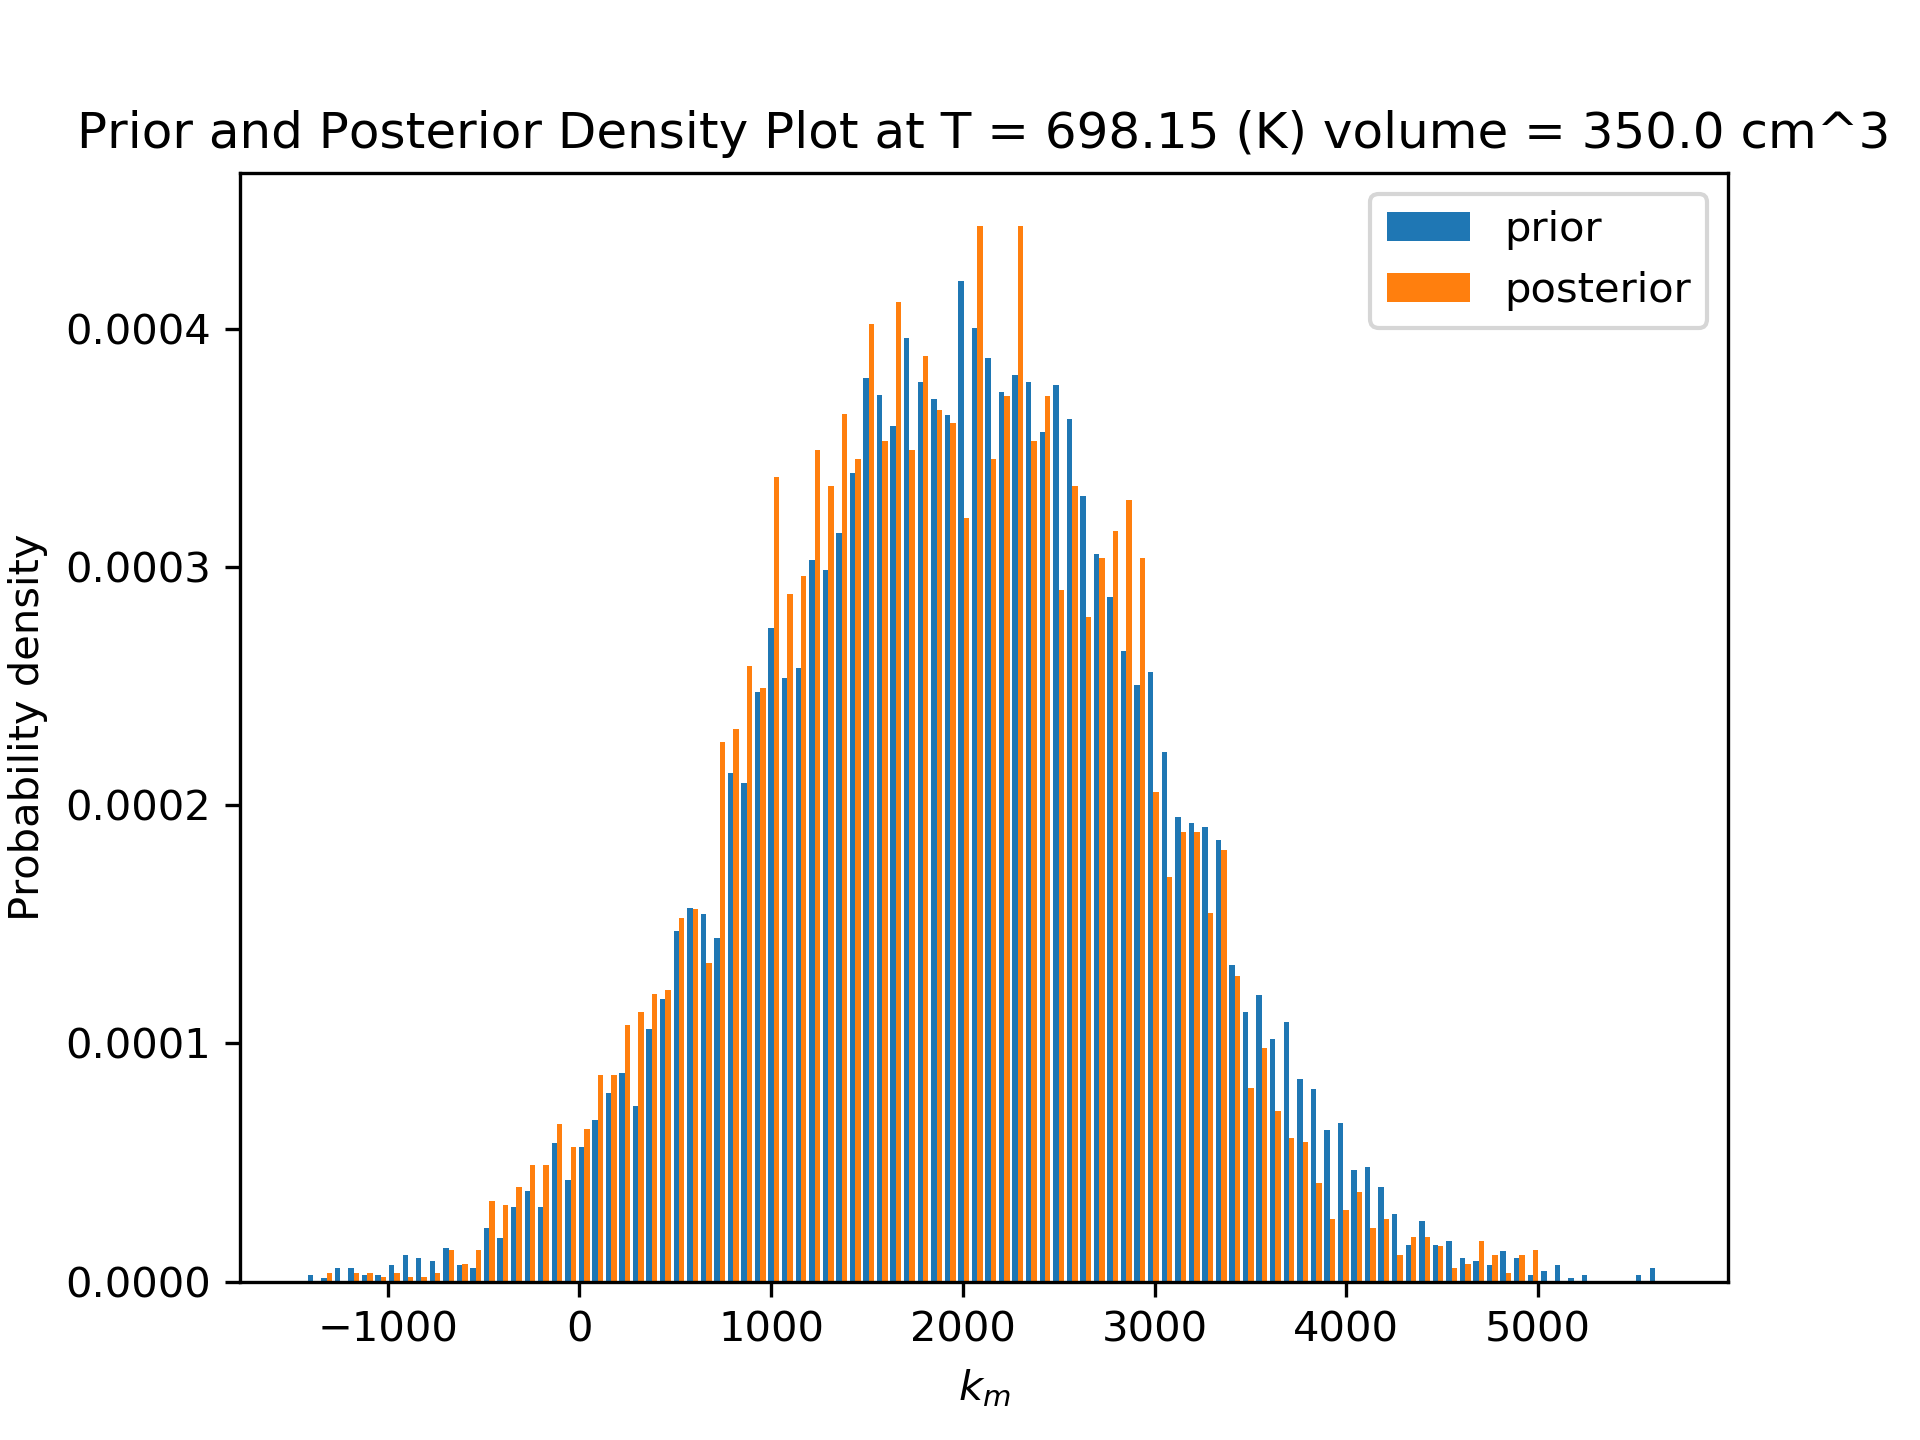 Prior and Posterior Density Plot at T = 698.15 (K) volume = 350.0 cm^3
prior
posterior
Probability density
0.0004
0.0003
0.0002
0.0001
0.0000
−1000 0 1000 2000 3000 4000 5000
k_m